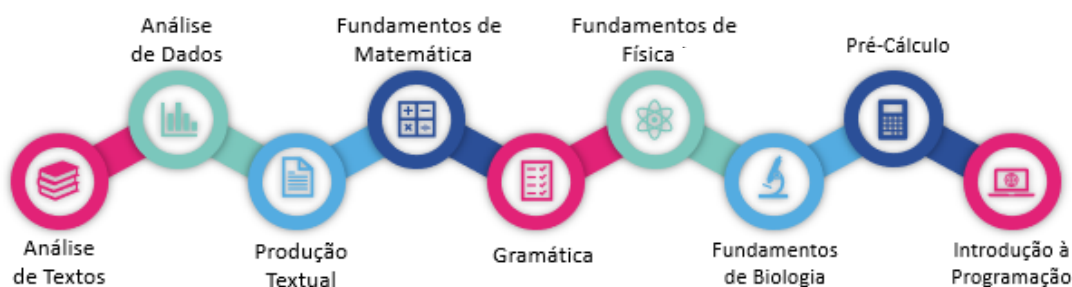 Análise
de Dados
Fundamentos de
Matemática
Fundamentos de
Física
Pré-Cálculo
Análise
de Textos
Produção
Textual
Gramática
Fundamentos
de Biologia
Introdução à
Programação